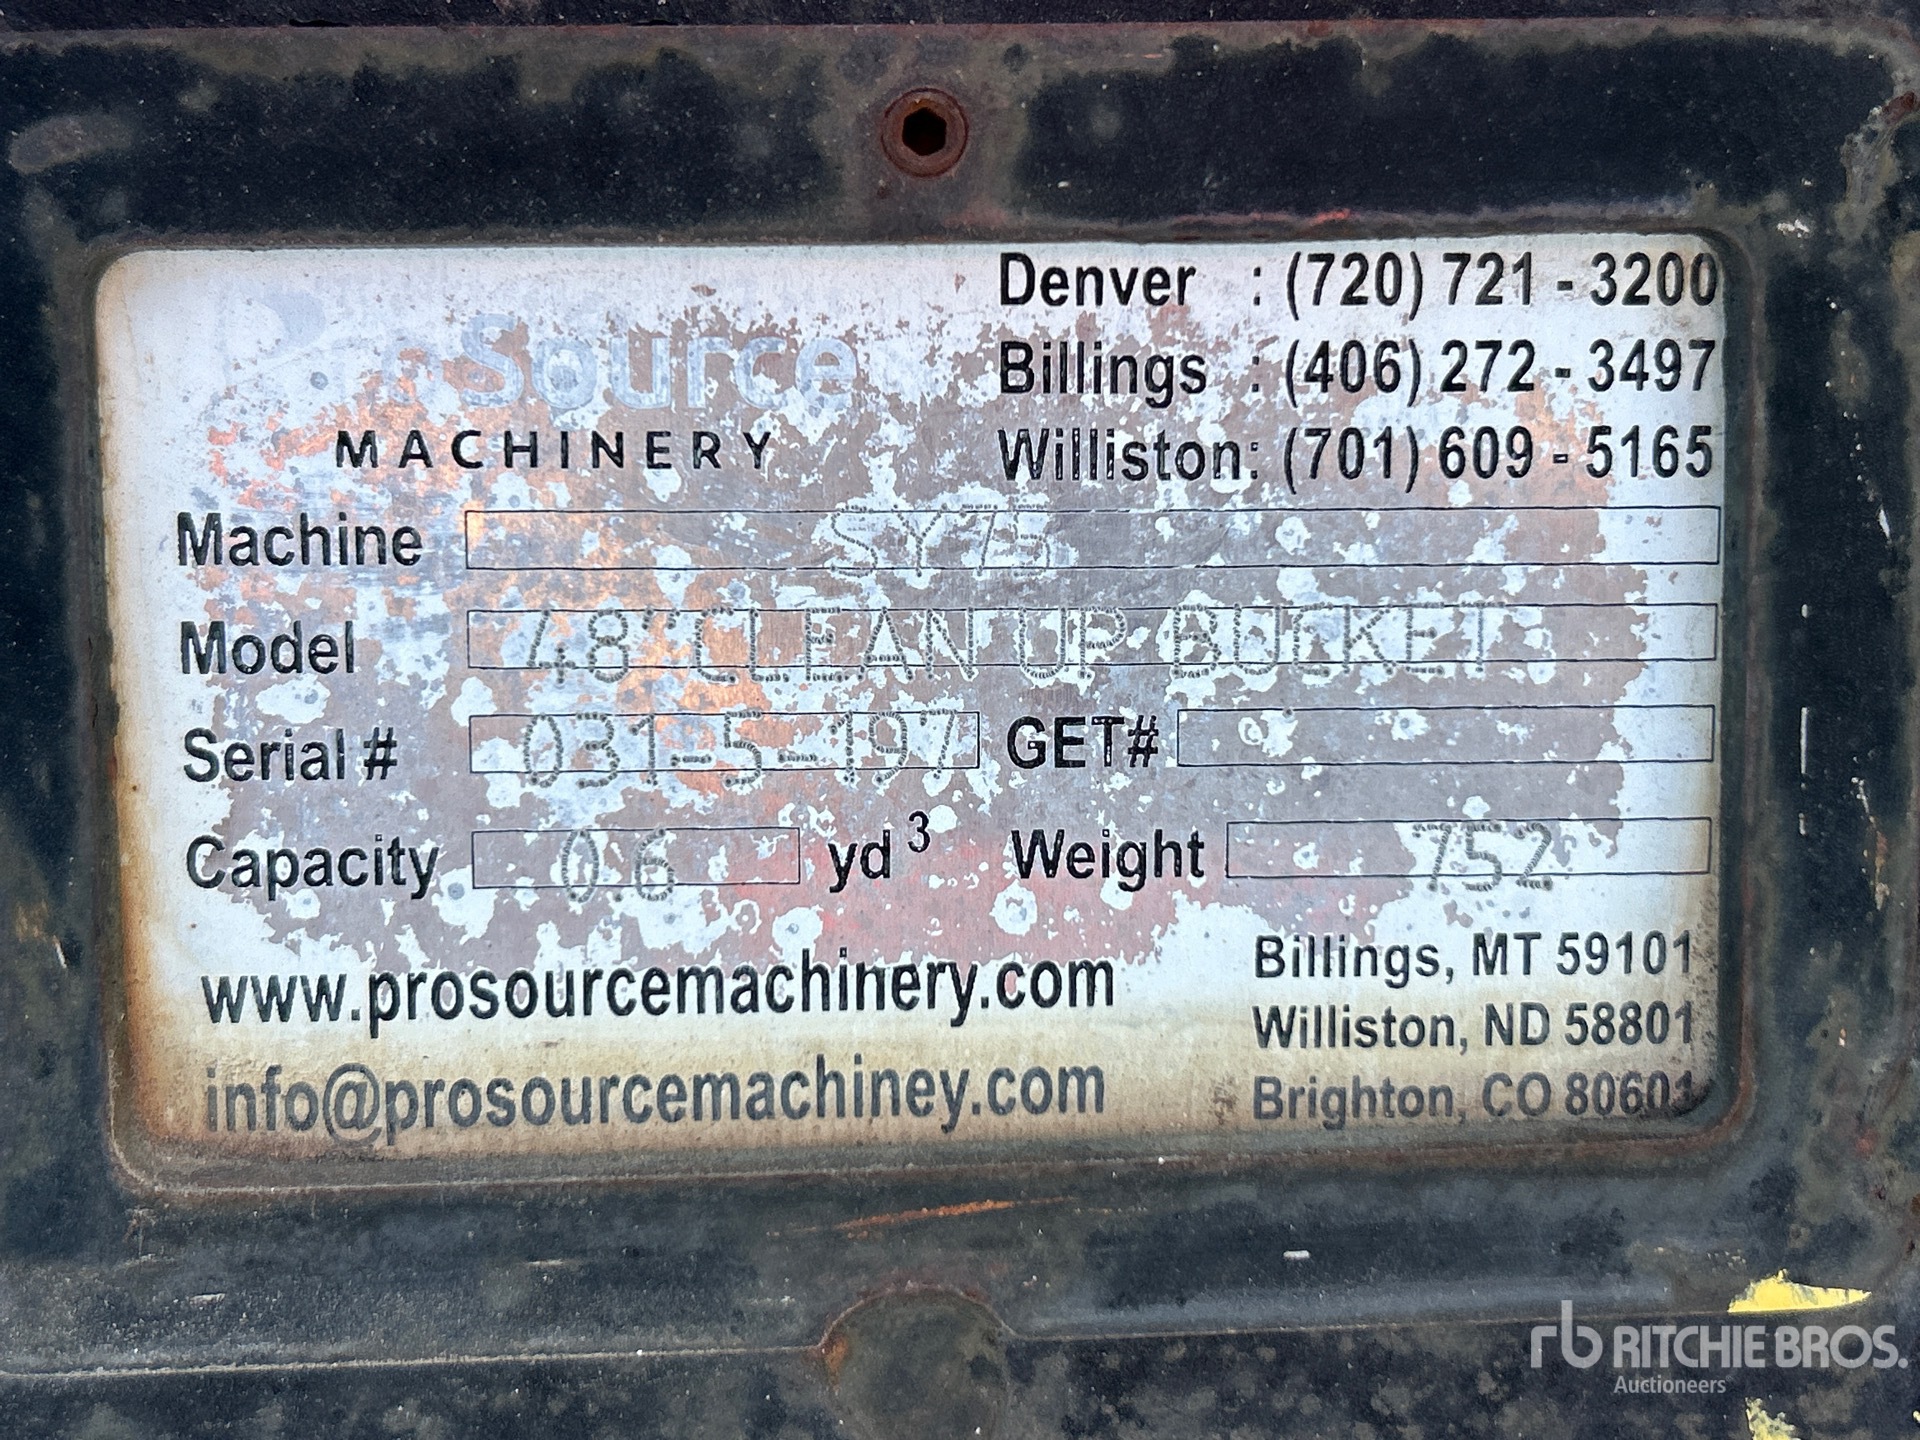 ProSource
MACHINERY
Denver : (720) 721 - 3200
Billings : (406) 272 - 3497
Williston: (701) 609 - 5165
Machine SY75
Model 48" CLEAN UP BUCKET
Serial # 031-5-197 GET#
Capacity 0.6 yd³ Weight 752
www.prosourcemachinery.com
info@prosourcemachiney.com
Billings, MT 59101
Williston, ND 58801
Brighton, CO 80601
rb RITCHIE BROS.
Auctioneers